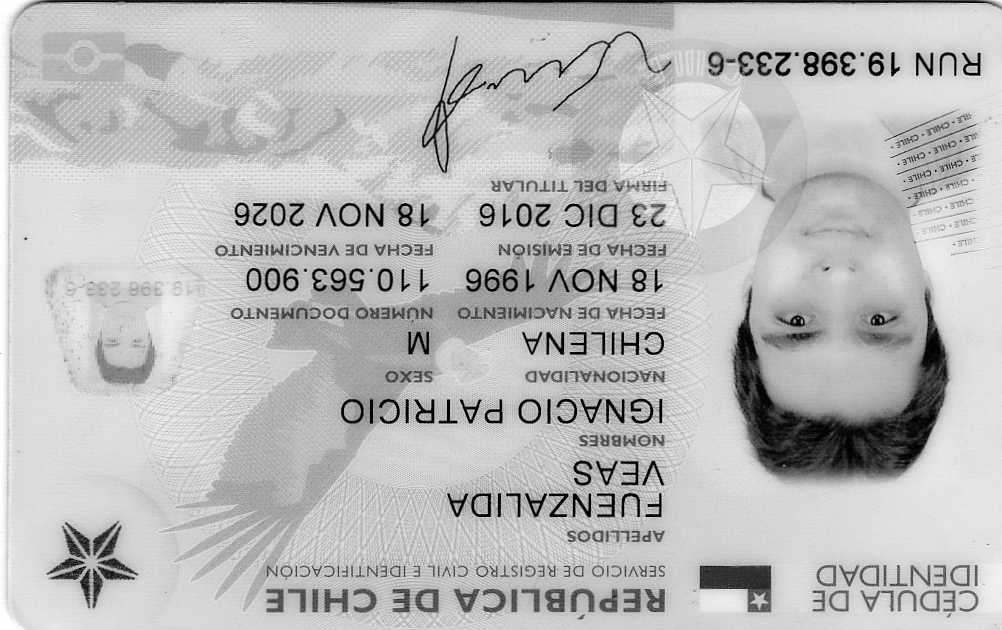 CÉDULA DE
IDENTIDAD
REPÚBLICA DE CHILE
SERVICIO DE REGISTRO CIVIL E IDENTIFICACIÓN
APELLIDOS
FUENZALIDA
VEAS
NOMBRES
IGNACIO PATRICIO
NACIONALIDAD SEXO
CHILENA M
FECHA DE NACIMIENTO NÚMERO DOCUMENTO
18 NOV 1996 110.563.900
FECHA DE EMISIÓN FECHA DE VENCIMIENTO
23 DIC 2016 18 NOV 2026
FIRMA DEL TITULAR
RUN 19.398.233-6
19.398.233-6
CHILE •
CHILE • CHILE
CHILE • CHILE •
CHILE • CHILE •
CHILE • CHILE •
CHILE • CHILE •
CHILE • CHILE •